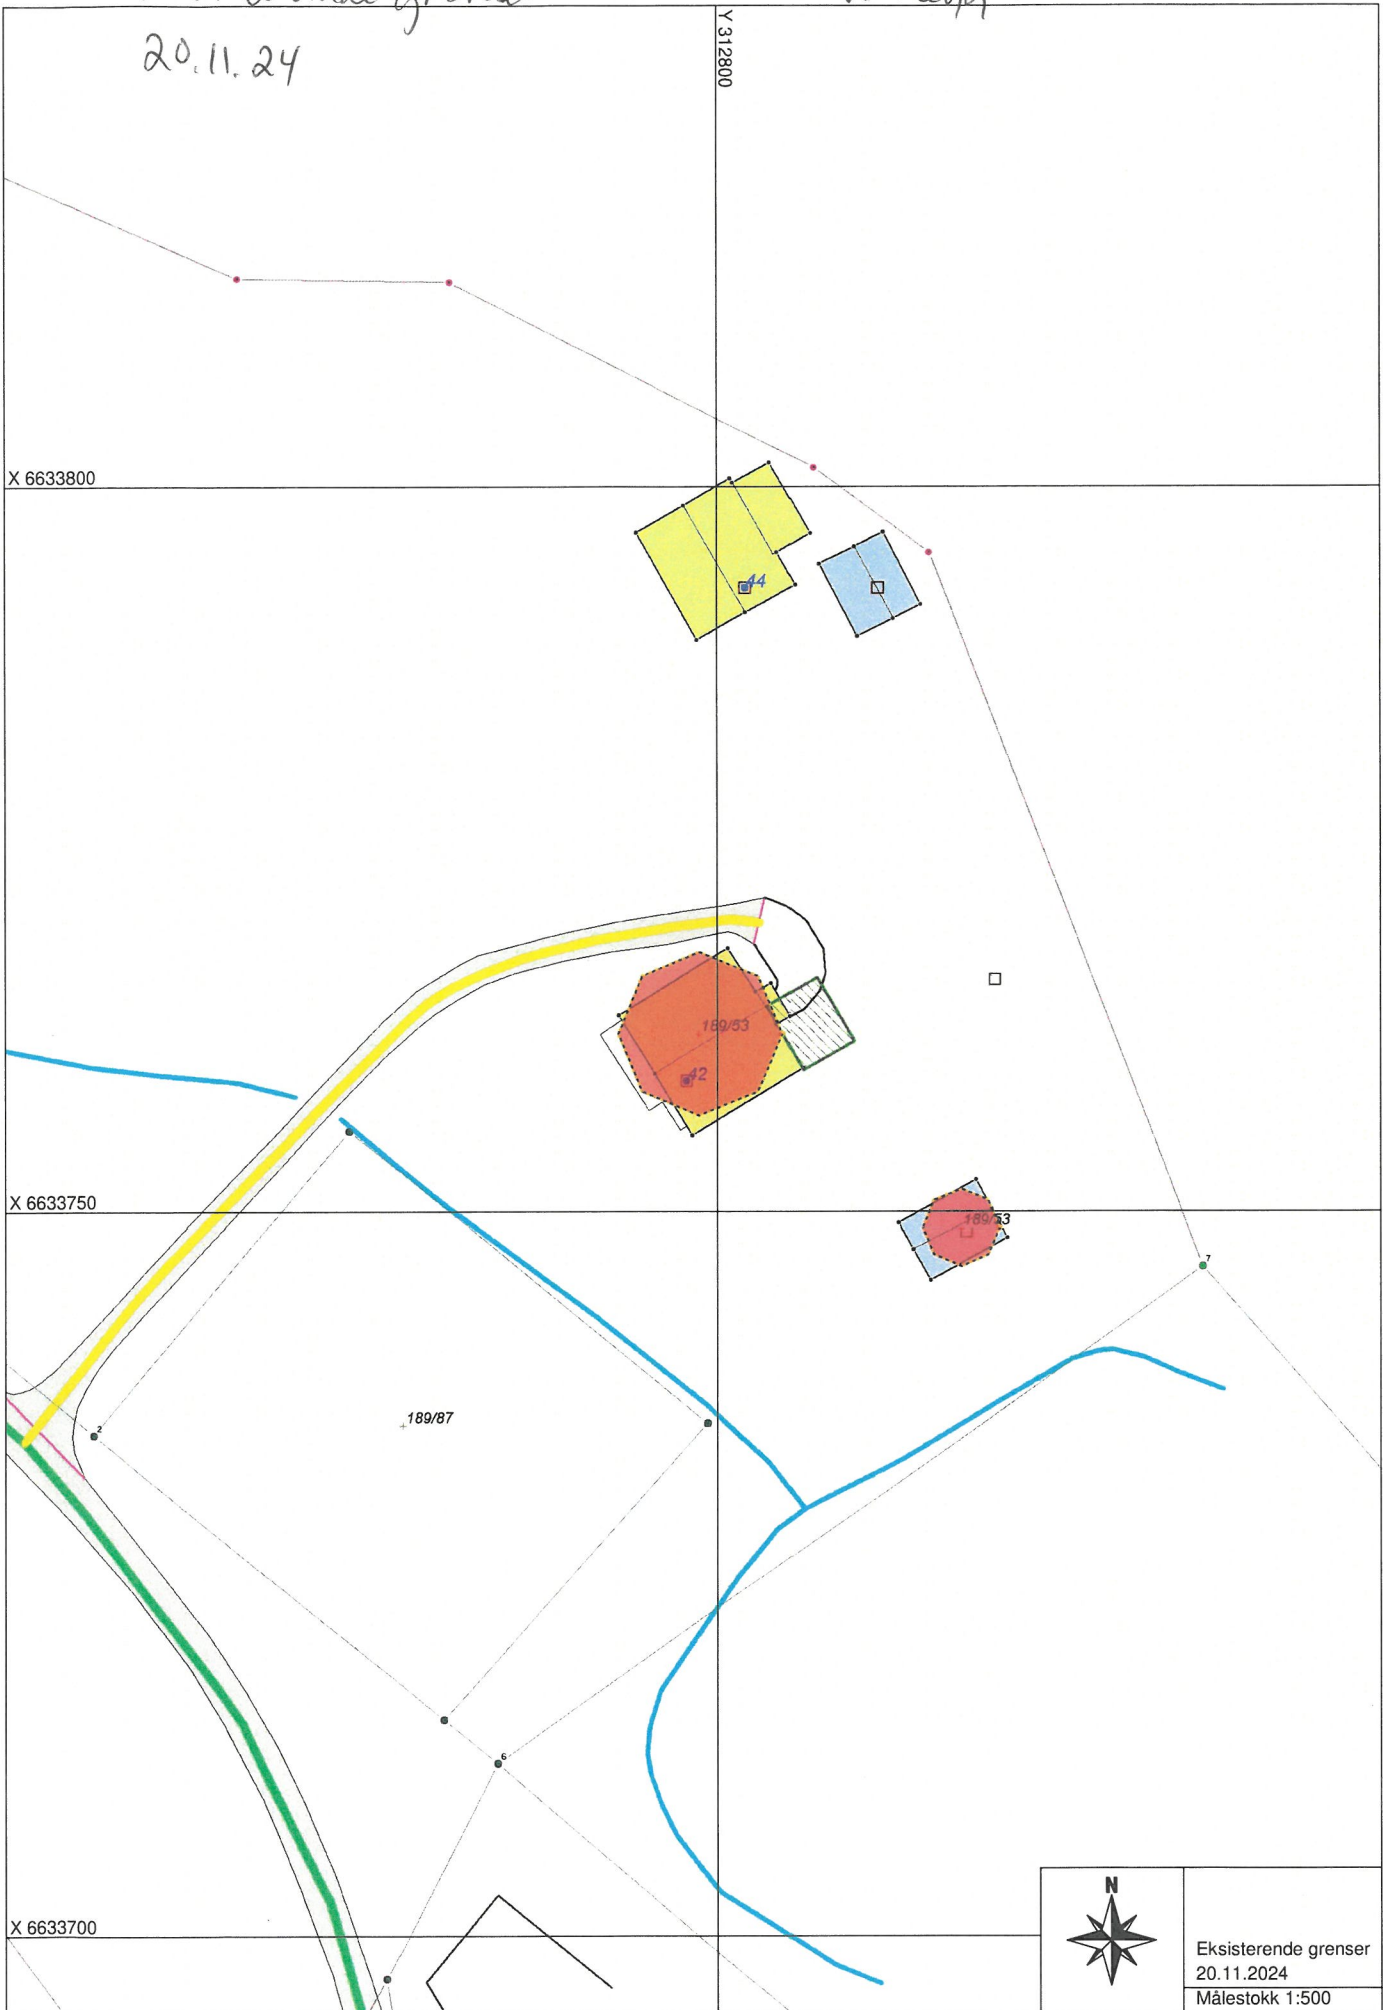 20.11.24
Y 312800
X 6633800
44
189/53
42
X 6633750
189/53
7
2
189/87
6
X 6633700
N
Eksisterende grenser
20.11.2024
Målestokk 1:500